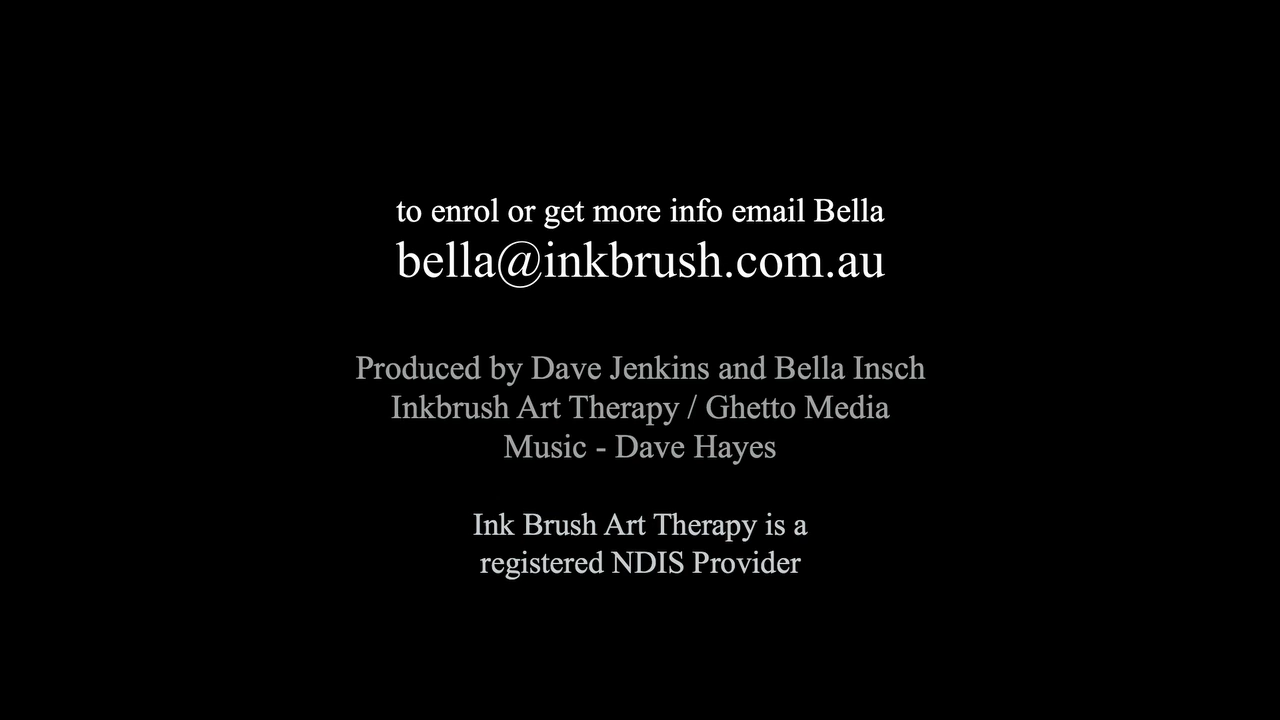 to enrol or get more info email Bella
bella@inkbrush.com.au
Produced by Dave Jenkins and Bella Insch
Inkbrush Art Therapy / Ghetto Media
Music - Dave Hayes
Ink Brush Art Therapy is a
registered NDIS Provider